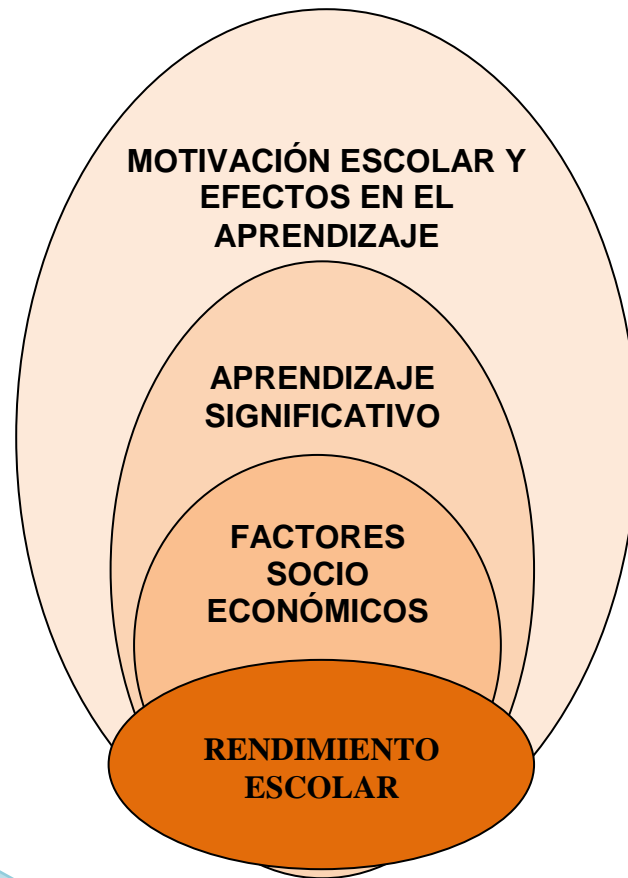 MOTIVACIÓN ESCOLAR Y
EFECTOS EN EL
APRENDIZAJE
APRENDIZAJE
SIGNIFICATIVO
FACTORES
SOCIO
ECONÓMICOS
RENDIMIENTO
ESCOLAR